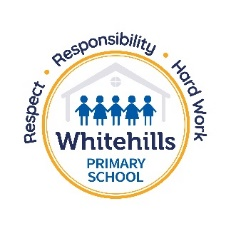 Respect • Responsibility • Hard Work
Whitehills
PRIMARY
SCHOOL